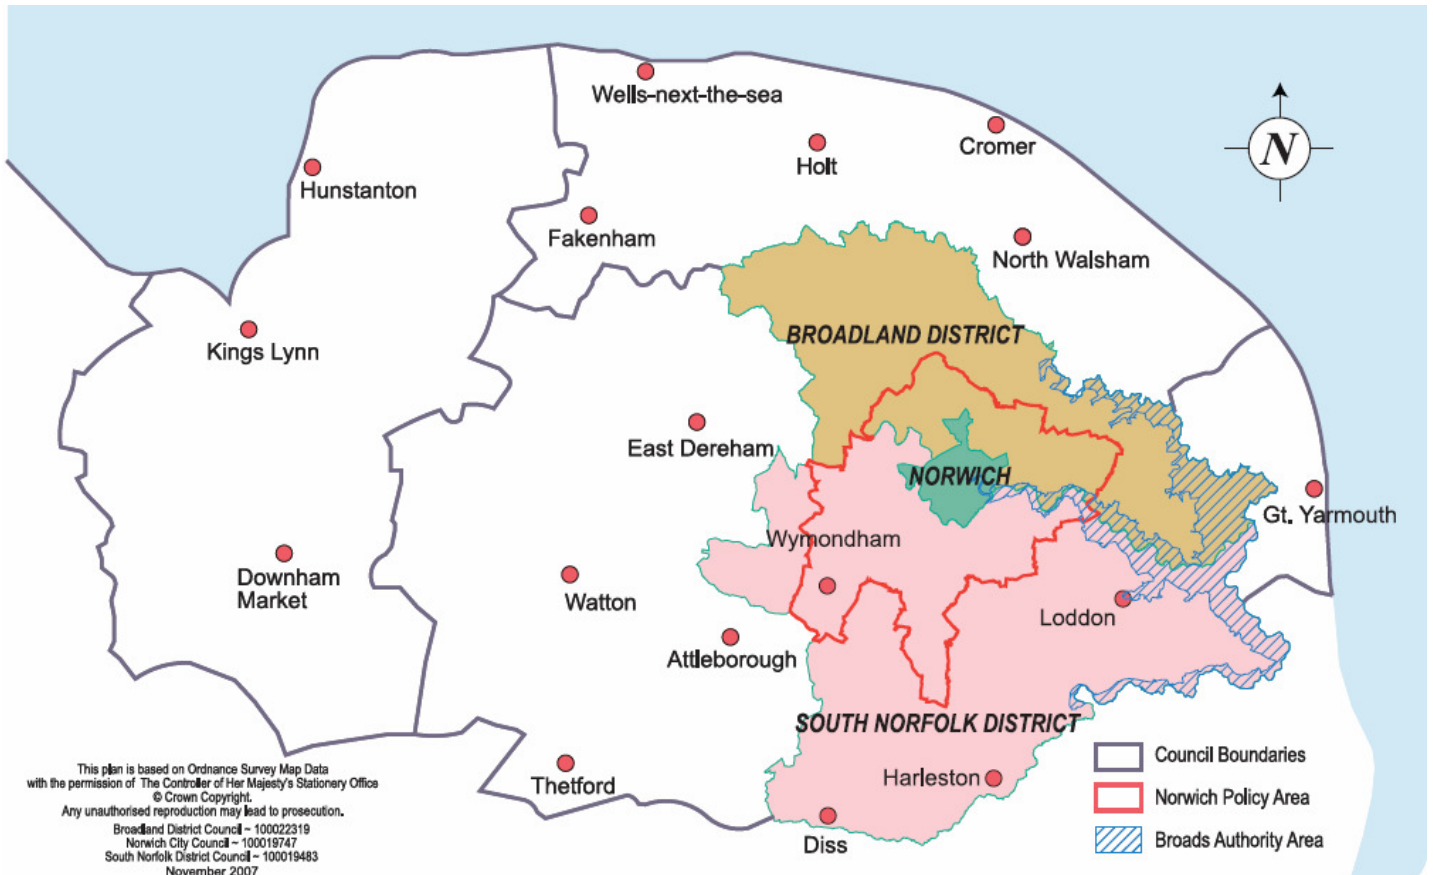 Wells-next-the-sea
Cromer
Holt
N
Hunstanton
Fakenham
North Walsham
BROADLAND DISTRICT
Kings Lynn
East Dereham
NORWICH
Gt. Yarmouth
Wymondham
Downham
Market
Watton
Loddon
Attleborough
SOUTH NORFOLK DISTRICT
Harleston
Thetford
Diss
Council Boundaries
Norwich Policy Area
Broads Authority Area
This plan is based on Ordnance Survey Map Data
with the permission of The Controller of Her Majesty's Stationery Office
© Crown Copyright.
Any unauthorised reproduction may lead to prosecution.
Broadland District Council ~ 100022319
Norwich City Council ~ 100019747
South Norfolk District Council ~ 100019483
November 2007